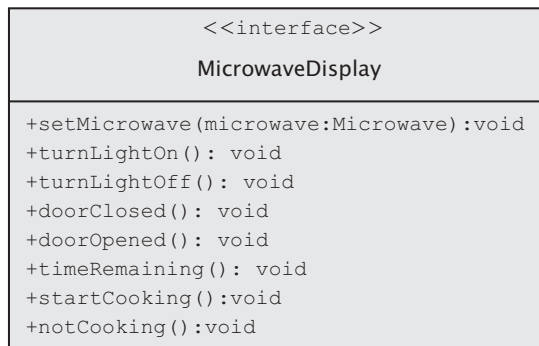 <<interface>>
MicrowaveDisplay
+setMicrowave(microwave:Microwave):void
+turnLightOn(): void
+turnLightOff(): void
+doorClosed(): void
+doorOpened(): void
+timeRemaining(): void
+startCooking():void
+notCooking():void